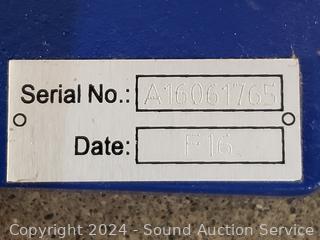 Serial No.: A16061765
Date: F16
Copyright © 2024 - Sound Auction Service